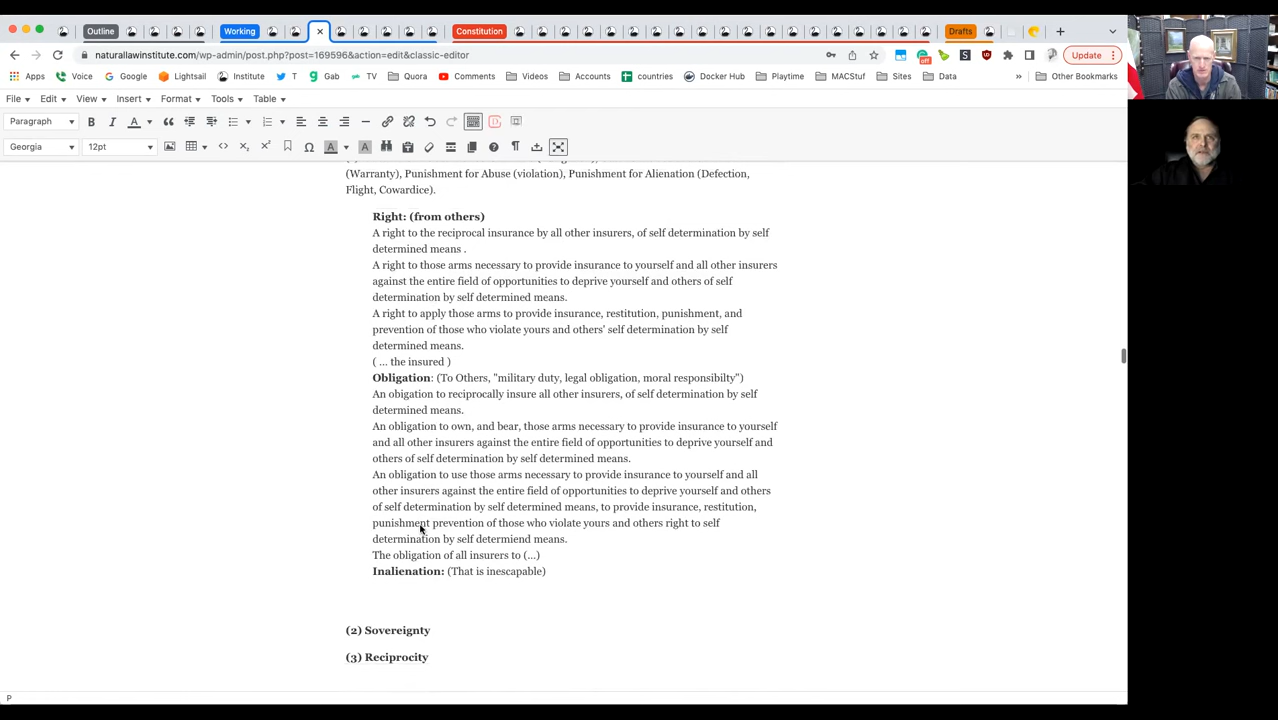 Outline
Working
Constitution
Drafts
naturallawinstitute.com/wp-admin/post.php?post=169596&action=edit&classic-editor
Update
Apps Voice Google Lightsail Institute Gab TV Quora Comments Videos Accounts countries Docker Hub Playtime MACStuf Sites Data » Other Bookmarks
File Edit View Insert Format Tools Table
Paragraph B I A
Georgia 12pt A A
(Warranty), Punishment for Abuse (violation), Punishment for Alienation (Defection,
Flight, Cowardice).
Right: (from others)
A right to the reciprocal insurance by all other insurers, of self determination by self
determined means .
A right to those arms necessary to provide insurance to yourself and all other insurers
against the entire field of opportunities to deprive yourself and others of self
determination by self determined means.
A right to apply those arms to provide insurance, restitution, punishment, and
prevention of those who violate yours and others' self determination by self
determined means.
( ... the insured )
Obligation: (To Others, "military duty, legal obligation, moral responsibilty")
An obigation to reciprocally insure all other insurers, of self determination by self
determined means.
An obligation to own, and bear, those arms necessary to provide insurance to yourself
and all other insurers against the entire field of opportunities to deprive yourself and
others of self determination by self determined means.
An obligation to use those arms necessary to provide insurance to yourself and all
other insurers against the entire field of opportunities to deprive yourself and others
of self determination by self determined means, to provide insurance, restitution,
punishment prevention of those who violate yours and others right to self
determination by self determiend means.
The obligation of all insurers to (...)
Inalienation: (That is inescapable)
(2) Sovereignty
(3) Reciprocity
P